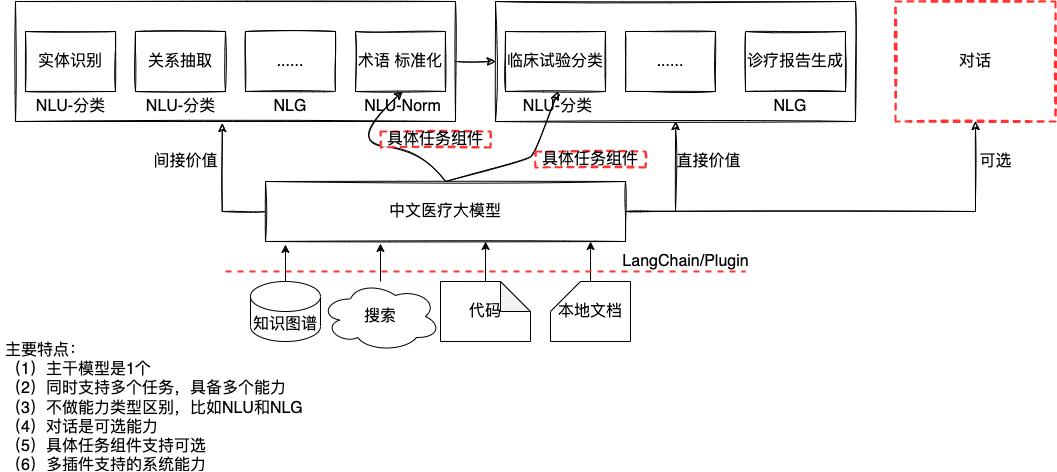 实体识别
关系抽取
......
术语 标准化
临床试验分类
......
诊疗报告生成
对话
NLU-分类
NLU-分类
NLG
NLU-Norm
NLU-分类
NLG
具体任务组件
具体任务组件
间接价值
直接价值
可选
中文医疗大模型
LangChain/Plugin
知识图谱
搜索
代码
本地文档
主要特点：
（1）主干模型是1个
（2）同时支持多个任务，具备多个能力
（3）不做能力类型区别，比如NLU和NLG
（4）对话是可选能力
（5）具体任务组件支持可选
（6）多插件支持的系统能力